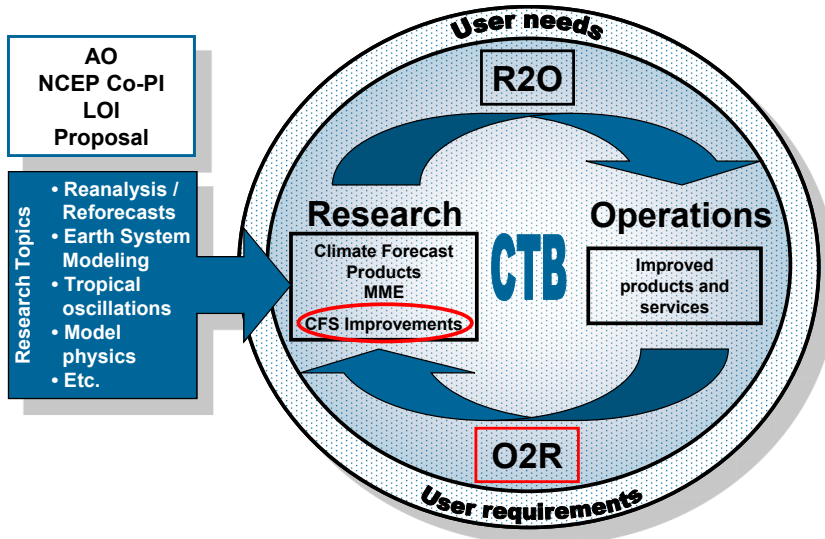 User needs
AO
NCEP Co-PI
LOI
Proposal
R2O
Research Topics
• Reanalysis /
Reforecasts
• Earth System
Modeling
• Tropical
oscillations
• Model
physics
• Etc.
Research
Climate Forecast
Products
MME
CFS Improvements
CTB
Operations
Improved
products and
services
O2R
User requirements